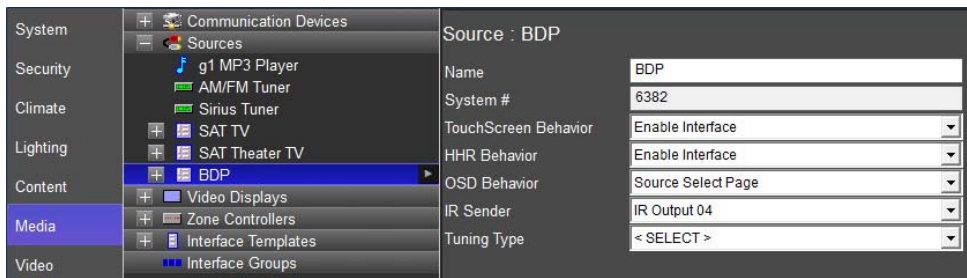 System
Security
Climate
Lighting
Content
Media
Video
Communication Devices
Sources
g1 MP3 Player
AM/FM Tuner
Sirius Tuner
SAT TV
SAT Theater TV
BDP
Video Displays
Zone Controllers
Interface Templates
Interface Groups
Source : BDP
Name BDP
System # 6382
TouchScreen Behavior Enable Interface
HHR Behavior Enable Interface
OSD Behavior Source Select Page
IR Sender IR Output 04
Tuning Type < SELECT >